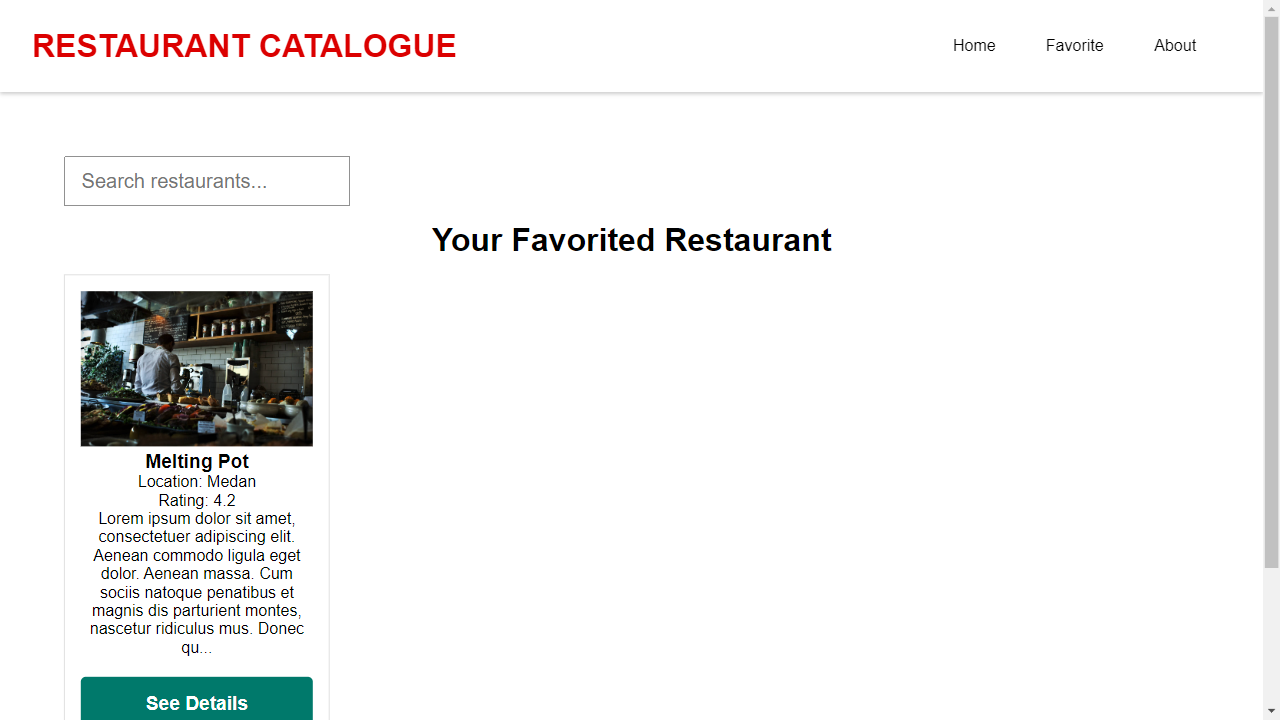 RESTAURANT CATALOGUE
Home
Favorite
About
Search restaurants...
Your Favorited Restaurant
Melting Pot
Location: Medan
Rating: 4.2
Lorem ipsum dolor sit amet,
consectetuer adipiscing elit.
Aenean commodo ligula eget
dolor. Aenean massa. Cum
sociis natoque penatibus et
magnis dis parturient montes,
nascetur ridiculus mus. Donec
qu...
See Details